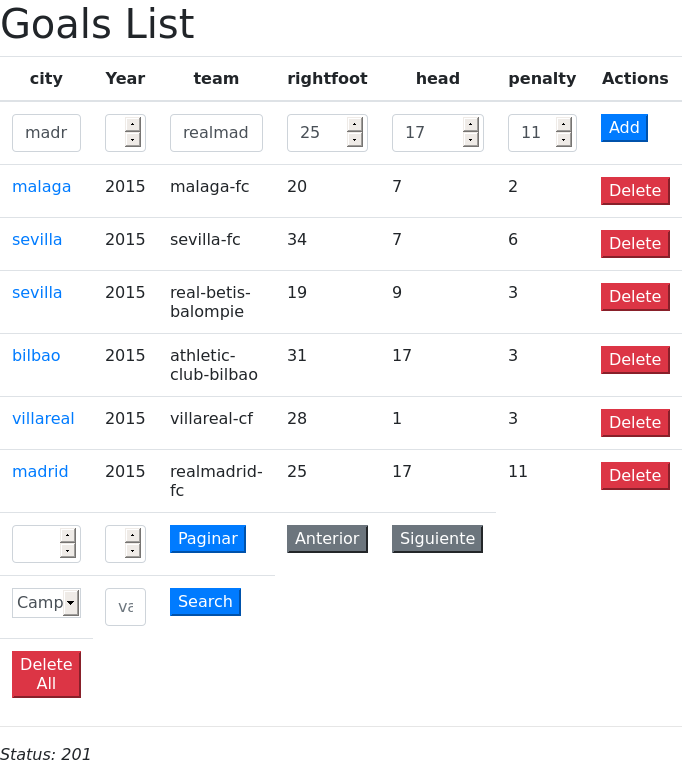 Goals List
city Year team rightfoot head penalty Actions
madr realmad 25 17 11 Add
malaga 2015 malaga-fc 20 7 2 Delete
sevilla 2015 sevilla-fc 34 7 6 Delete
sevilla 2015 real-betis- 19 9 3 Delete
balompie
bilbao 2015 athletic- 31 17 3 Delete
club-bilbao
villareal 2015 villareal-cf 28 1 3 Delete
madrid 2015 realmadrid- 25 17 11 Delete
fc
Paginar Anterior Siguiente
Camp va Search
Delete
All
Status: 201